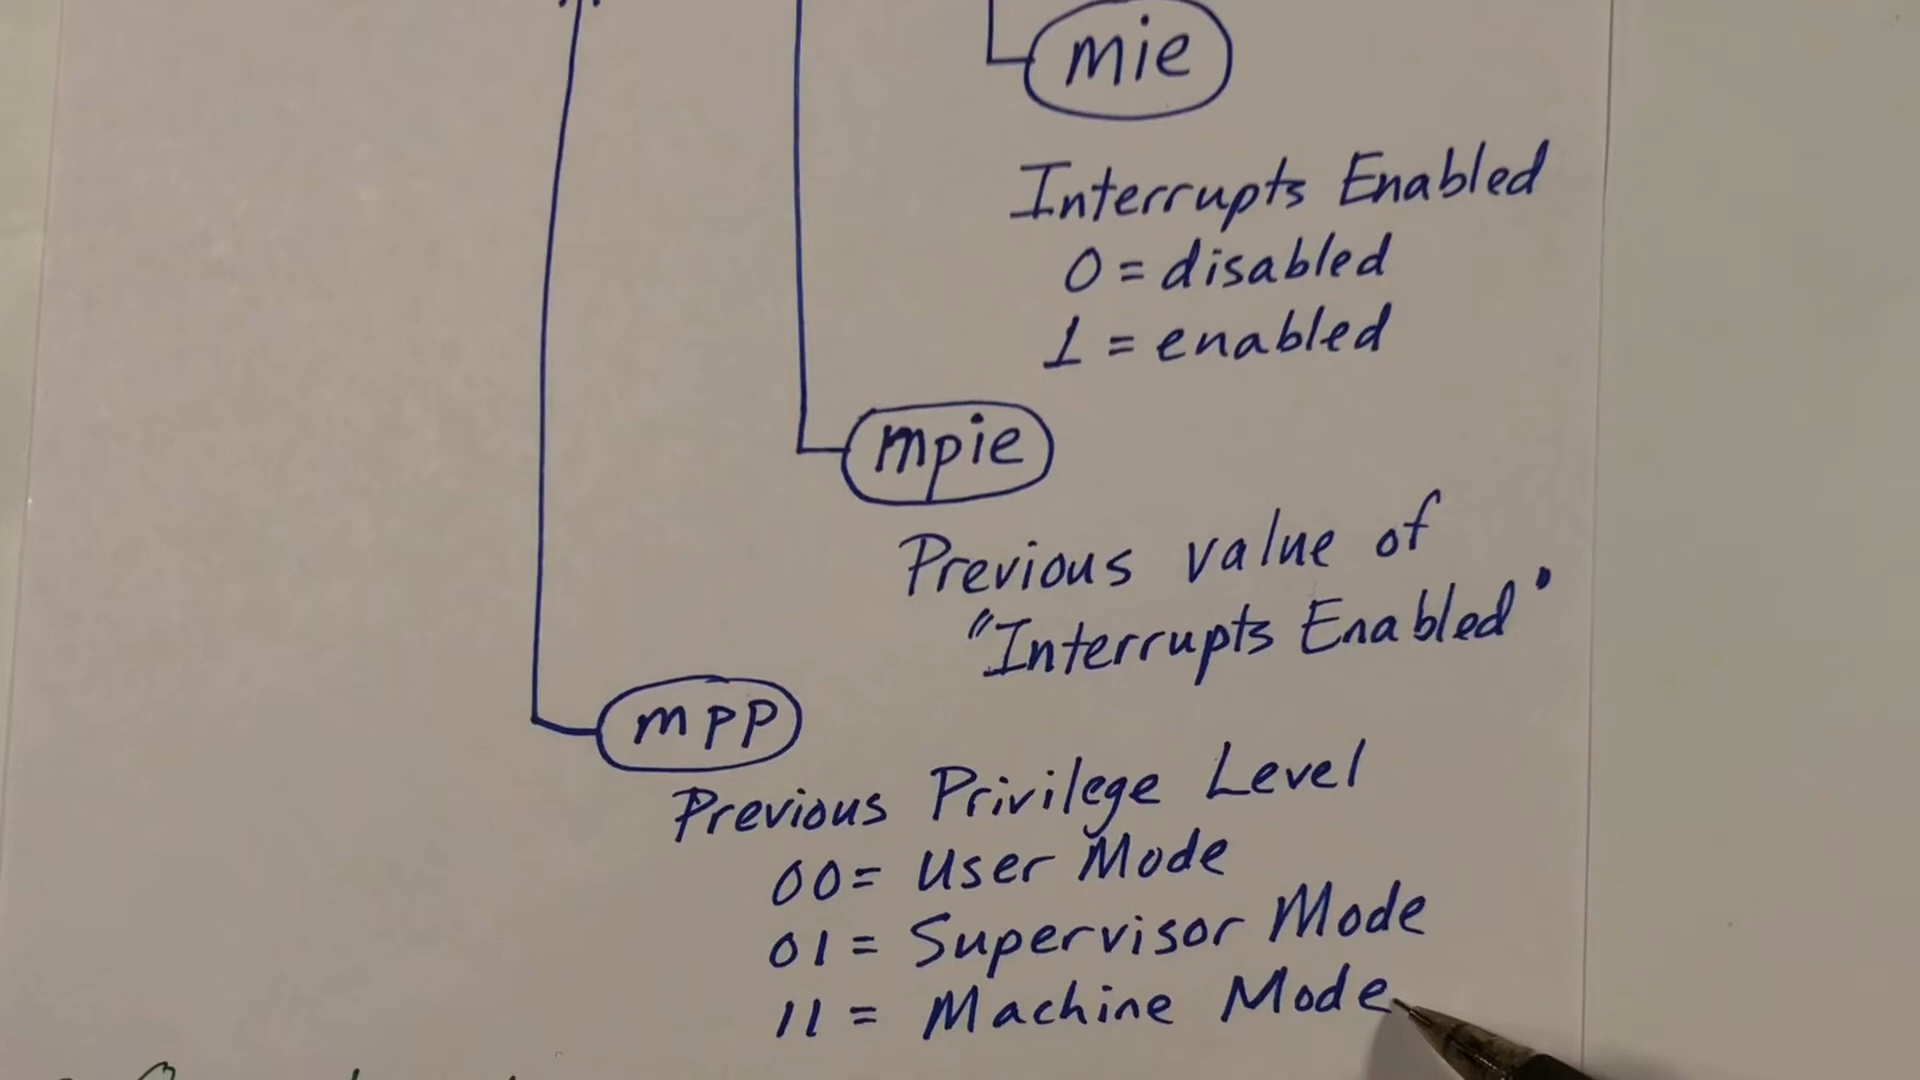 mie
Interrupts Enabled
0 = disabled
1 = enabled
mpie
Previous value of
"Interrupts Enabled"
mpp
Previous Privilege Level
00 = User Mode
01 = Supervisor Mode
11 = Machine Mode